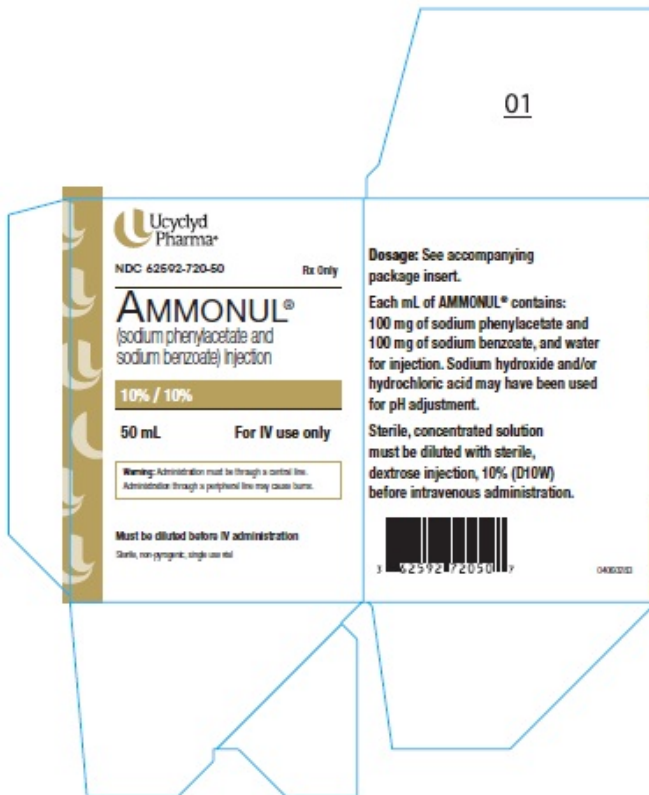 01
Ucyclyd
Pharma
NDC 62592-720-50 Rx Only
AMMONUL®
(sodium phenylacetate and
sodium benzoate) Injection
10% / 10%
50 mL For IV use only
Warning: Administration must be through a central line.
Administration through a peripheral line may cause burns.
Must be diluted before IV administration
Sterile, non-pyrogenic, single use vial
Dosage: See accompanying
package insert.
Each mL of AMMONUL® contains:
100 mg of sodium phenylacetate and
100 mg of sodium benzoate, and water
for injection. Sodium hydroxide and/or
hydrochloric acid may have been used
for pH adjustment.
Sterile, concentrated solution
must be diluted with sterile,
dextrose injection, 10% (D10W)
before intravenous administration.
3 62592 72050 7